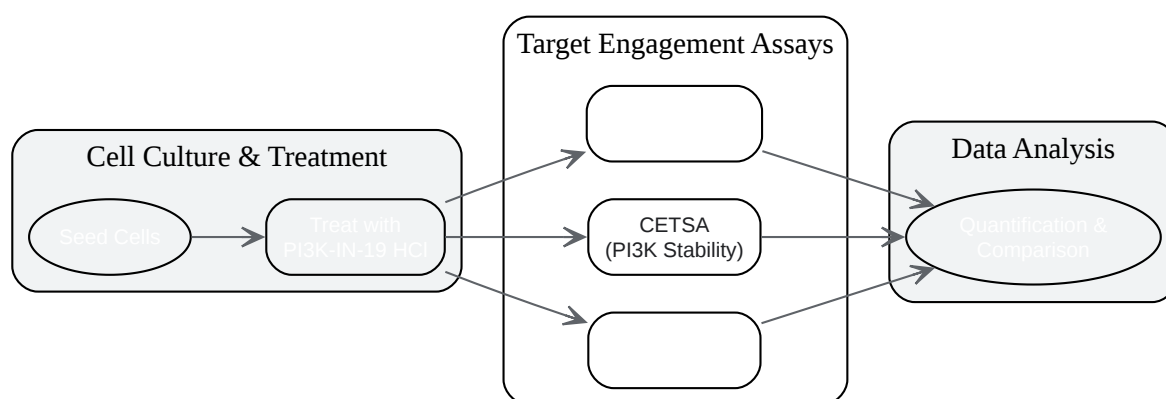 Target Engagement Assays
Cell Culture & Treatment
Data Analysis
Seed Cells
Treat with
PI3K-IN-19 HCl
CETSA
(PI3K Stability)
Quantification &
Comparison